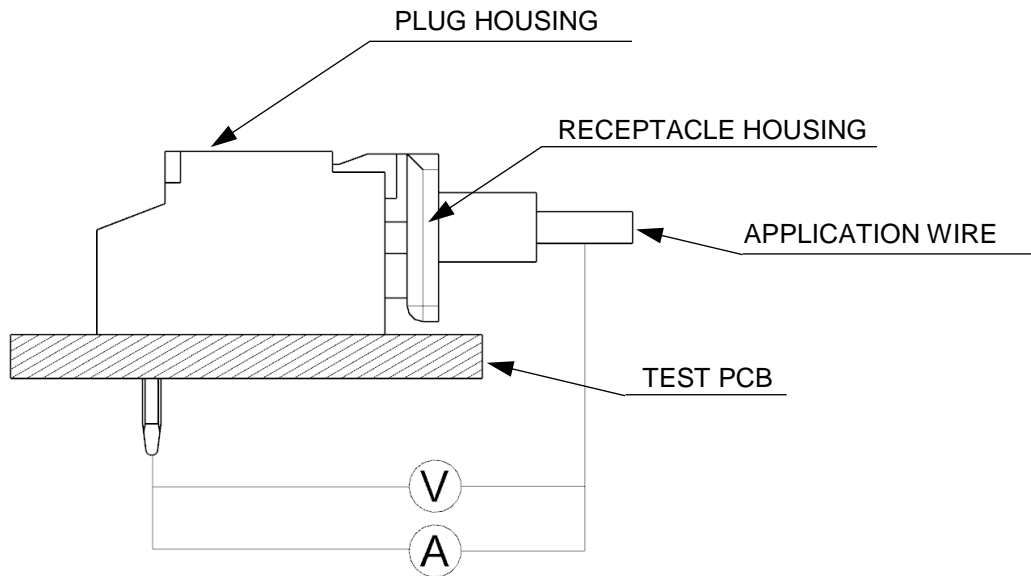 PLUG HOUSING
RECEPTACLE HOUSING
APPLICATION WIRE
TEST PCB
V
A